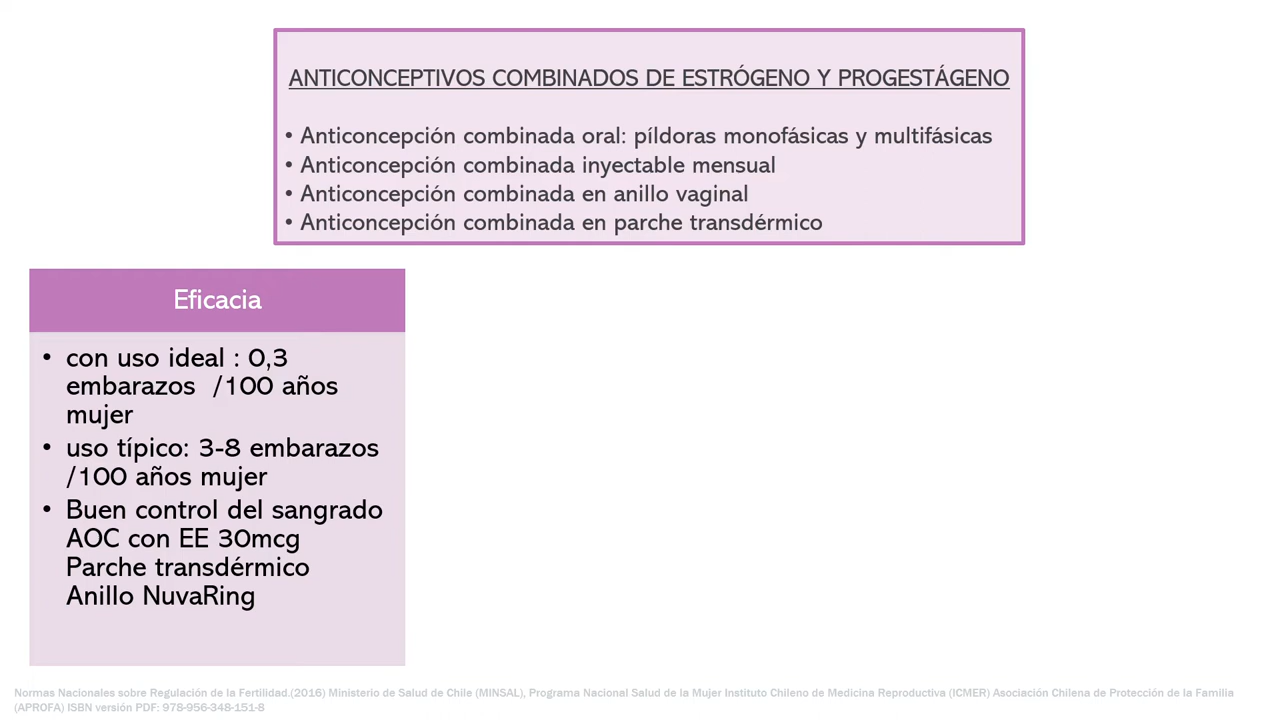 ANTICONCEPTIVOS COMBINADOS DE ESTRÓGENO Y PROGESTÁGENO
• Anticoncepción combinada oral: píldoras monofásicas y multifásicas
• Anticoncepción combinada inyectable mensual
• Anticoncepción combinada en anillo vaginal
• Anticoncepción combinada en parche transdérmico
Eficacia
• con uso ideal : 0,3
embarazos /100 años
mujer
• uso típico: 3-8 embarazos
/100 años mujer
• Buen control del sangrado
AOC con EE 30mcg
Parche transdérmico
Anillo NuvaRing
Normas Nacionales sobre Regulación de la Fertilidad.(2016) Ministerio de Salud de Chile (MINSAL), Programa Nacional Salud de la Mujer Instituto Chileno de Medicina Reproductiva (ICMER) Asociación Chilena de Protección de la Familia
(APROFA) ISBN versión PDF: 978-956-348-151-8